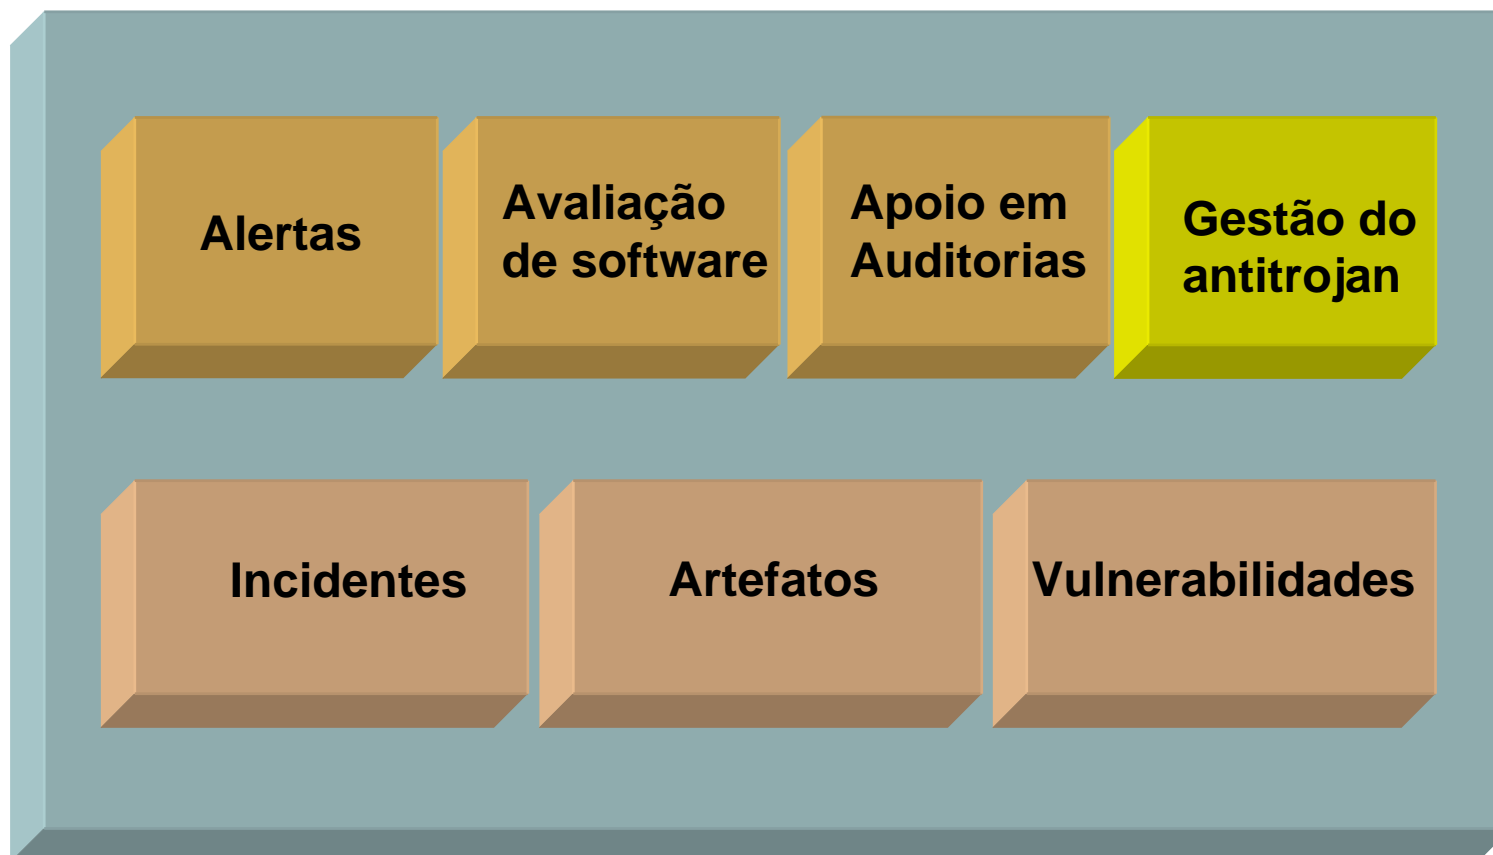 Alertas
Avaliação
de software
Apoio em
Auditorias
Gestão do
antitrojan
Incidentes
Artefatos
Vulnerabilidades